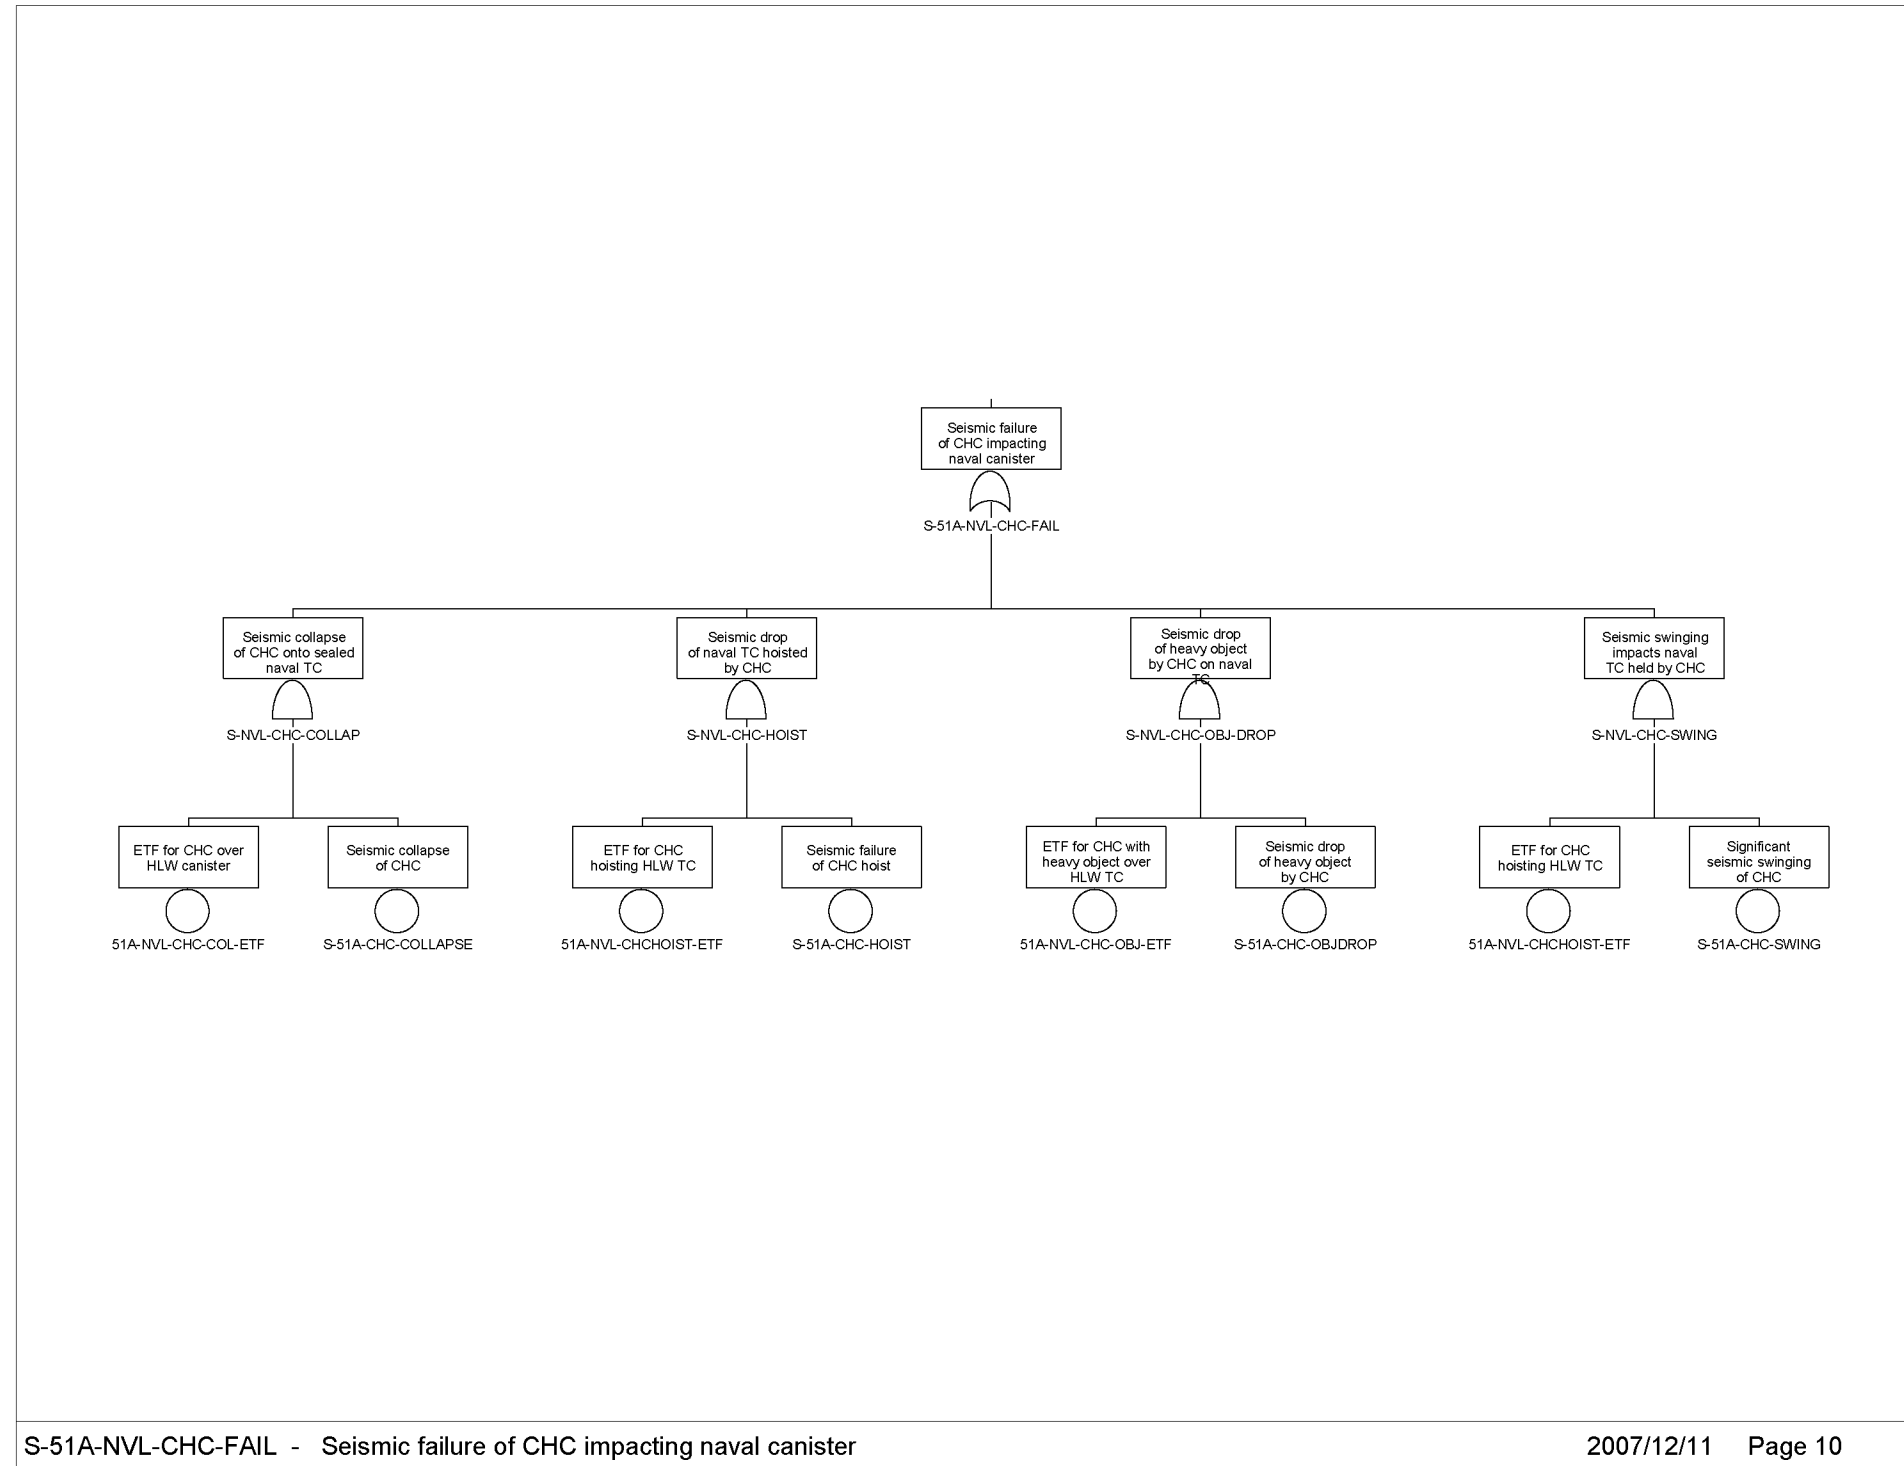 Seismic failure
of CHC impacting
naval canister
S-51A-NVL-CHC-FAIL
Seismic collapse
of CHC onto sealed
naval TC
S-NVL-CHC-COLLAP
Seismic drop
of naval TC hoisted
by CHC
S-NVL-CHC-HOIST
Seismic drop
of heavy object
by CHC on naval
TC
S-NVL-CHC-OBJ-DROP
Seismic swinging
impacts naval
TC held by CHC
S-NVL-CHC-SWING
ETF for CHC over
HLW canister
51A-NVL-CHC-COL-ETF
Seismic collapse
of CHC
S-51A-CHC-COLLAPSE
ETF for CHC
hoisting HLW TC
51A-NVL-CHCHOIST-ETF
Seismic failure
of CHC hoist
S-51A-CHC-HOIST
ETF for CHC with
heavy object over
HLW TC
51A-NVL-CHC-OBJ-ETF
Seismic drop
of heavy object
by CHC
S-51A-CHC-OBJDROP
ETF for CHC
hoisting HLW TC
51A-NVL-CHCHOIST-ETF
Significant
seismic swinging
of CHC
S-51A-CHC-SWING
S-51A-NVL-CHC-FAIL - Seismic failure of CHC impacting naval canister
2007/12/11 Page 10